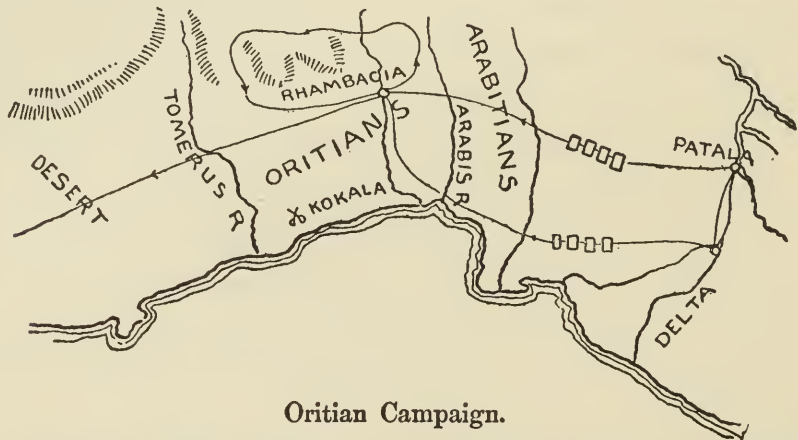 RHAMBACIA
TOMERUS R
ORITIANS
ARABIS R
ARABITIANS
PATALA
DESERT
KOKALA
DELTA
Oritian Campaign.